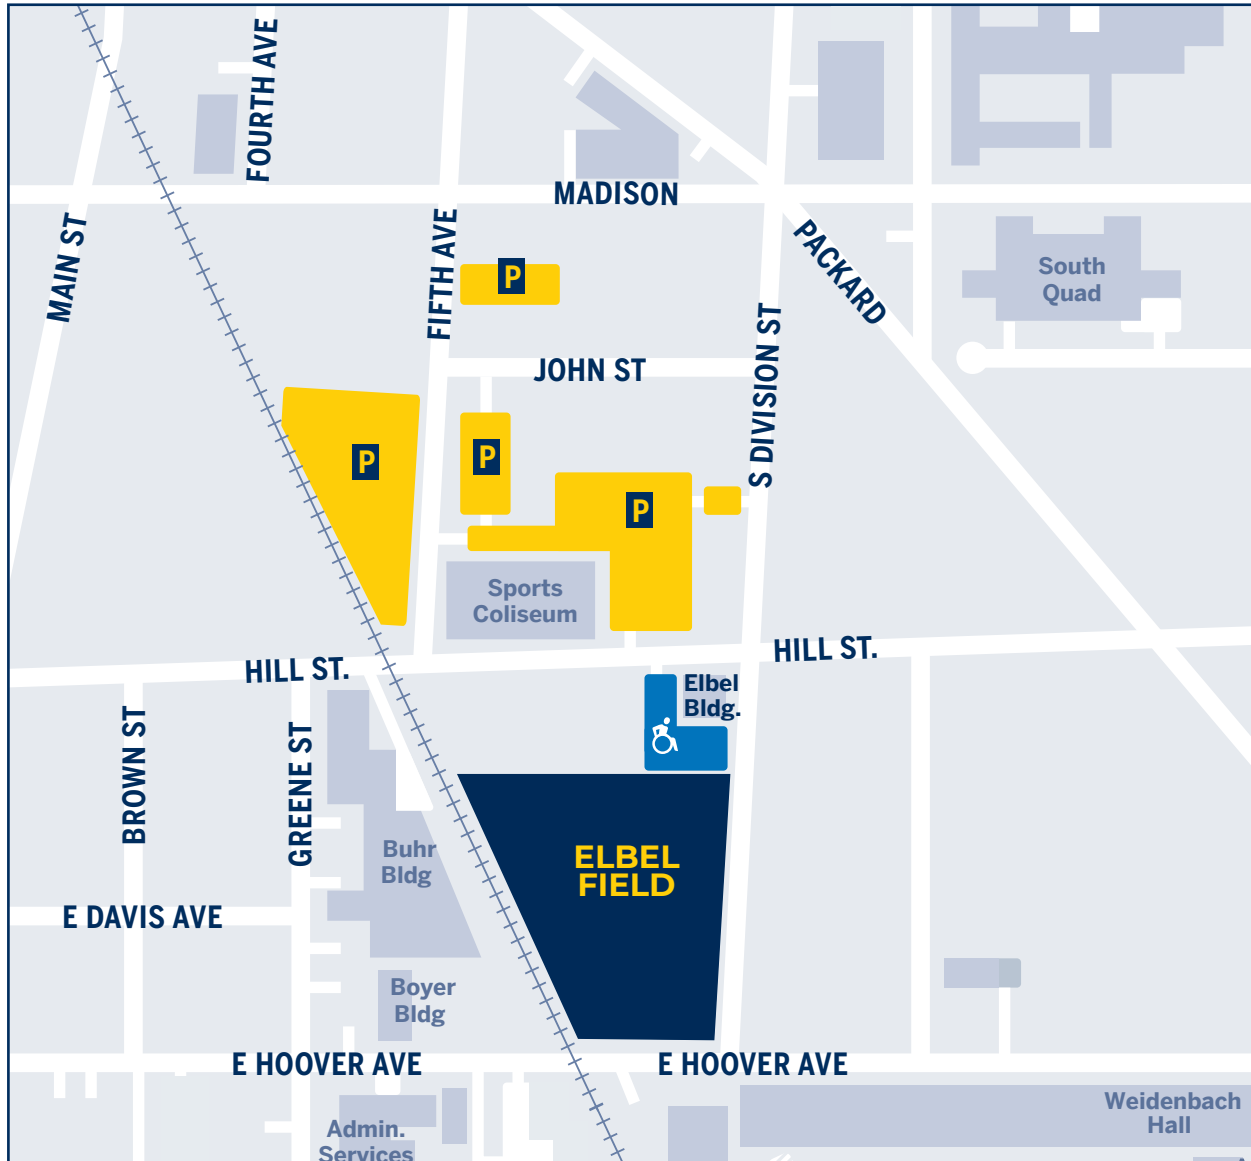 FOURTH AVE
MADISON
MAIN ST
FIFTH AVE
P
PACKARD
South
Quad
JOHN ST
S DIVISION ST
P
P
P
Sports
Coliseum
HILL ST.
HILL ST.
Elbel
Bldg.
BROWN ST
GREENE ST
Buhr
Bldg
ELBEL
FIELD
E DAVIS AVE
Boyer
Bldg
E HOOVER AVE
E HOOVER AVE
Admin.
Services
Weidenbach
Hall